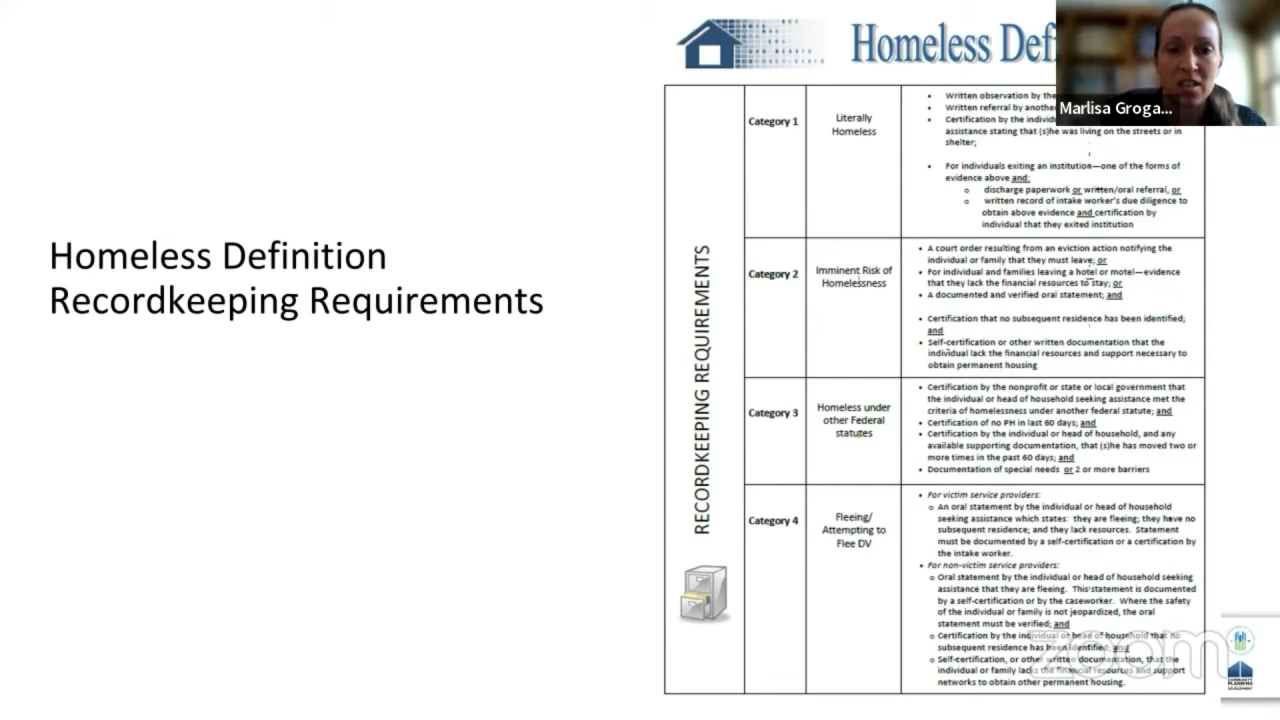 Homeless Definition
Recordkeeping Requirements
Homeless Def
Marlisa Groga...
RECORDKEEPING REQUIREMENTS
Category 1
Literally
Homeless
• Written observation by the
• Written referral by another
• Certification by the
assistance stating that (s)he was living on the streets or in
shelter;
• For individuals exiting an institution—one of the forms of
evidence above and:
o discharge paperwork or written/oral referral, or
o written record of intake worker's due diligence to
obtain above evidence and certification by
individual that they exited institution
Category 2
Imminent Risk of
Homelessness
• A court order resulting from an eviction action notifying the
individual or family that they must leave; or
• For individual and families leaving a hotel or motel—evidence
that they lack the financial resources to stay; or
• A documented and verified oral statement; and
• Certification that no subsequent residence has been identified;
and
• Self-certification or other written documentation that the
individual lack the financial resources and support necessary to
obtain permanent housing
Category 3
Homeless under
other Federal
statutes
• Certification by the nonprofit or state or local government that
the individual or head of household seeking assistance met the
criteria of homelessness under another federal statute; and
• Certification of no PH in last 60 days; and
• Certification by the individual or head of household, and any
available supporting documentation, that (s)he has moved two or
more times in the past 60 days; and
• Documentation of special needs or 2 or more barriers
Category 4
Fleeing/
Attempting to
Flee DV
• For victim service providers:
o An oral statement by the individual or head of household
seeking assistance which states: they are fleeing; they have no
subsequent residence; and they lack resources. Statement
must be documented by a self-certification or a certification by
the intake worker.
• For non-victim service providers:
o Oral statement by the individual or head of household seeking
assistance that they are fleeing. This statement is documented
by a self-certification or by the caseworker. Where the safety
of the individual or family is not jeopardized, the oral
statement must be verified; and
o Certification by the individual or head of household that no
subsequent residence has been identified; and
o Self-certification, or other written documentation, that the
individual or family lacks the financial resources and support
networks to obtain other permanent housing.
zoom
COMMUNITY
PLANNING
DEVELOPMENT